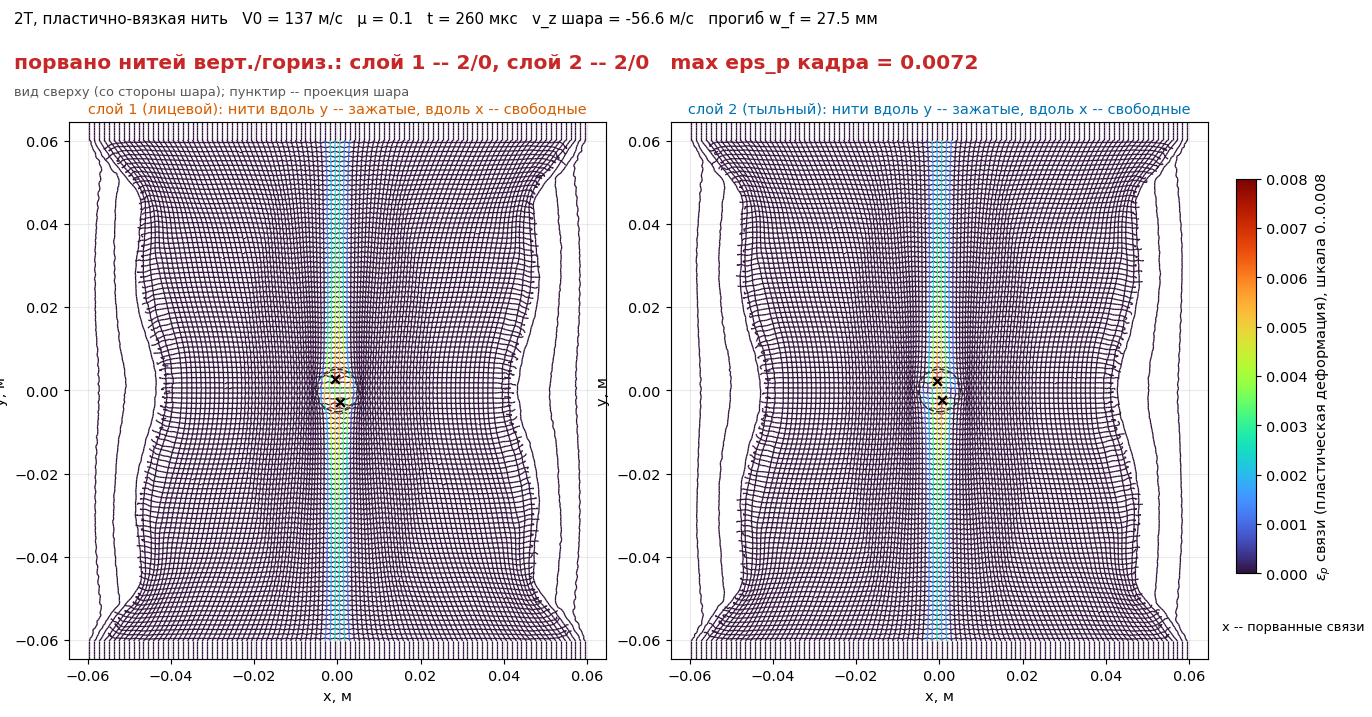 2T, пластично-вязкая нить   V0 = 137 м/с   μ = 0.1   t = 260 мкс   v_z шара = -56.6 м/с   прогиб w_f = 27.5 мм
порвано нитей верт./гориз.: слой 1 -- 2/0, слой 2 -- 2/0   max eps_p кадра = 0.0072
вид сверху (со стороны шара); пунктир -- проекция шара
слой 1 (лицевой): нити вдоль y -- зажатые, вдоль x -- свободные
0.06
0.04
0.02
0.00
−0.02
−0.04
−0.06
y, м
−0.06 −0.04 −0.02 0.00 0.02 0.04 0.06
x, м
слой 2 (тыльный): нити вдоль y -- зажатые, вдоль x -- свободные
0.06
0.04
0.02
0.00
−0.02
−0.04
−0.06
y, м
−0.06 −0.04 −0.02 0.00 0.02 0.04 0.06
x, м
0.008
0.007
0.006
0.005
0.004
0.003
0.002
0.001
0.000
εp связи (пластическая деформация), шкала 0..0.008
x -- порванные связи